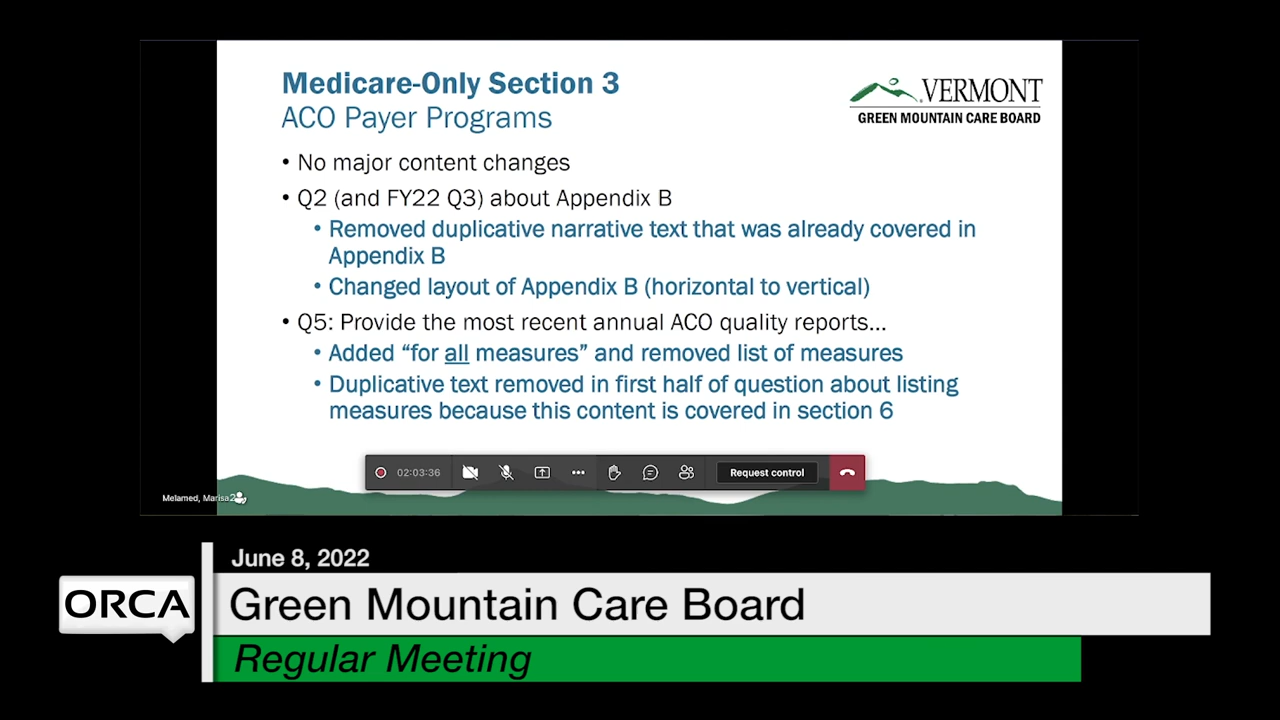 Medicare-Only Section 3
ACO Payer Programs
VERMONT
GREEN MOUNTAIN CARE BOARD
• No major content changes
• Q2 (and FY22 Q3) about Appendix B
• Removed duplicative narrative text that was already covered in
Appendix B
• Changed layout of Appendix B (horizontal to vertical)
• Q5: Provide the most recent annual ACO quality reports...
• Added “for all measures” and removed list of measures
• Duplicative text removed in first half of question about listing
measures because this content is covered in section 6
02:03:36
Request control
Melamed, Marisa
June 8, 2022
ORCA
Green Mountain Care Board
Regular Meeting